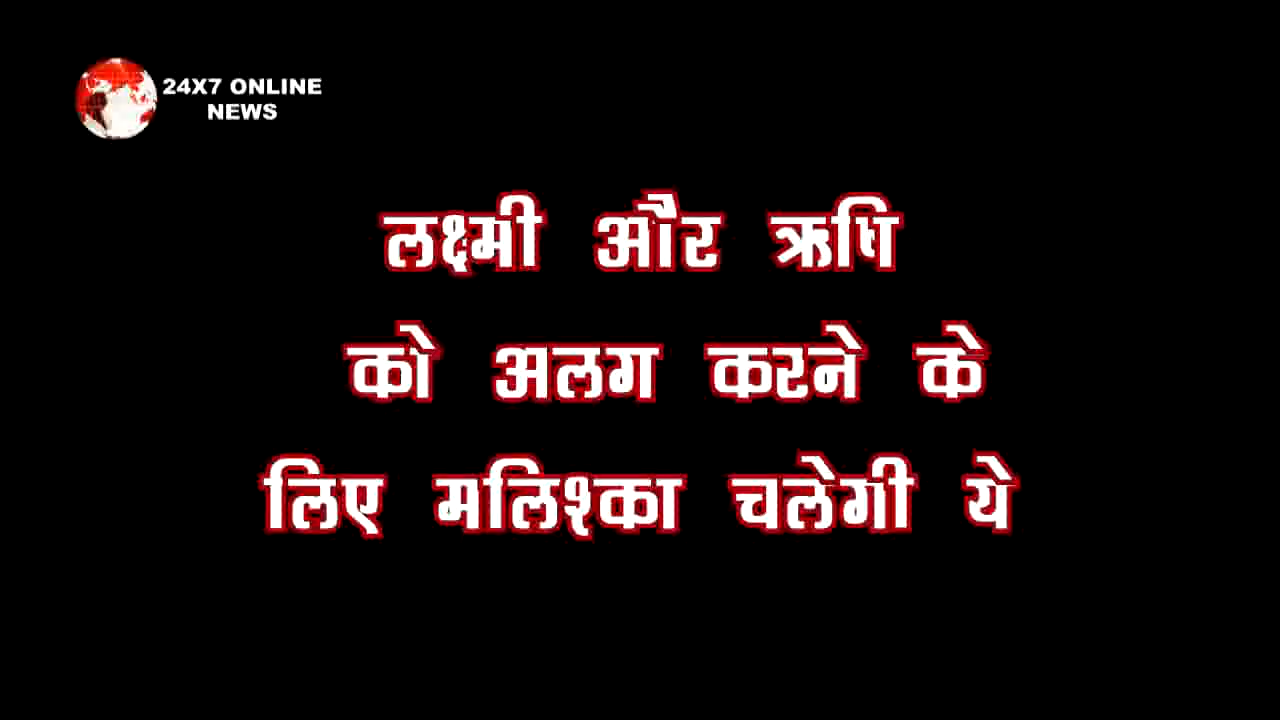 24X7 ONLINE
NEWS
लक्ष्मी और ऋषि
को अलग करने के
लिए मलिश्का चलेगी ये